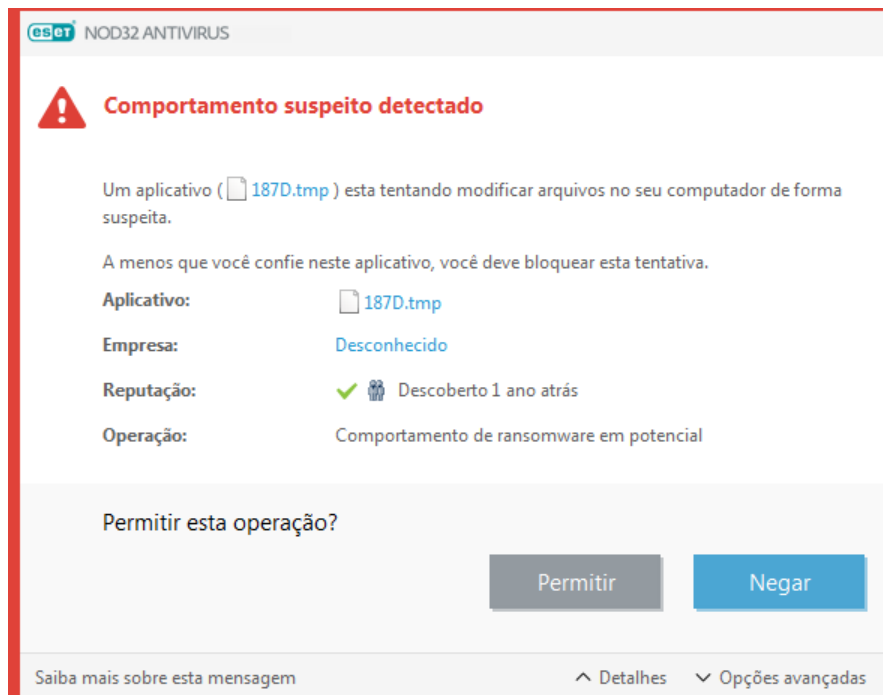 eset NOD32 ANTIVIRUS
Comportamento suspeito detectado
Um aplicativo ( 187D.tmp ) esta tentando modificar arquivos no seu computador de forma
suspeita.
A menos que você confie neste aplicativo, você deve bloquear esta tentativa.
Aplicativo: 187D.tmp
Empresa: Desconhecido
Reputação: Descoberto 1 ano atrás
Operação: Comportamento de ransomware em potencial
Permitir esta operação?
Permitir Negar
Saiba mais sobre esta mensagem Detalhes Opções avançadas